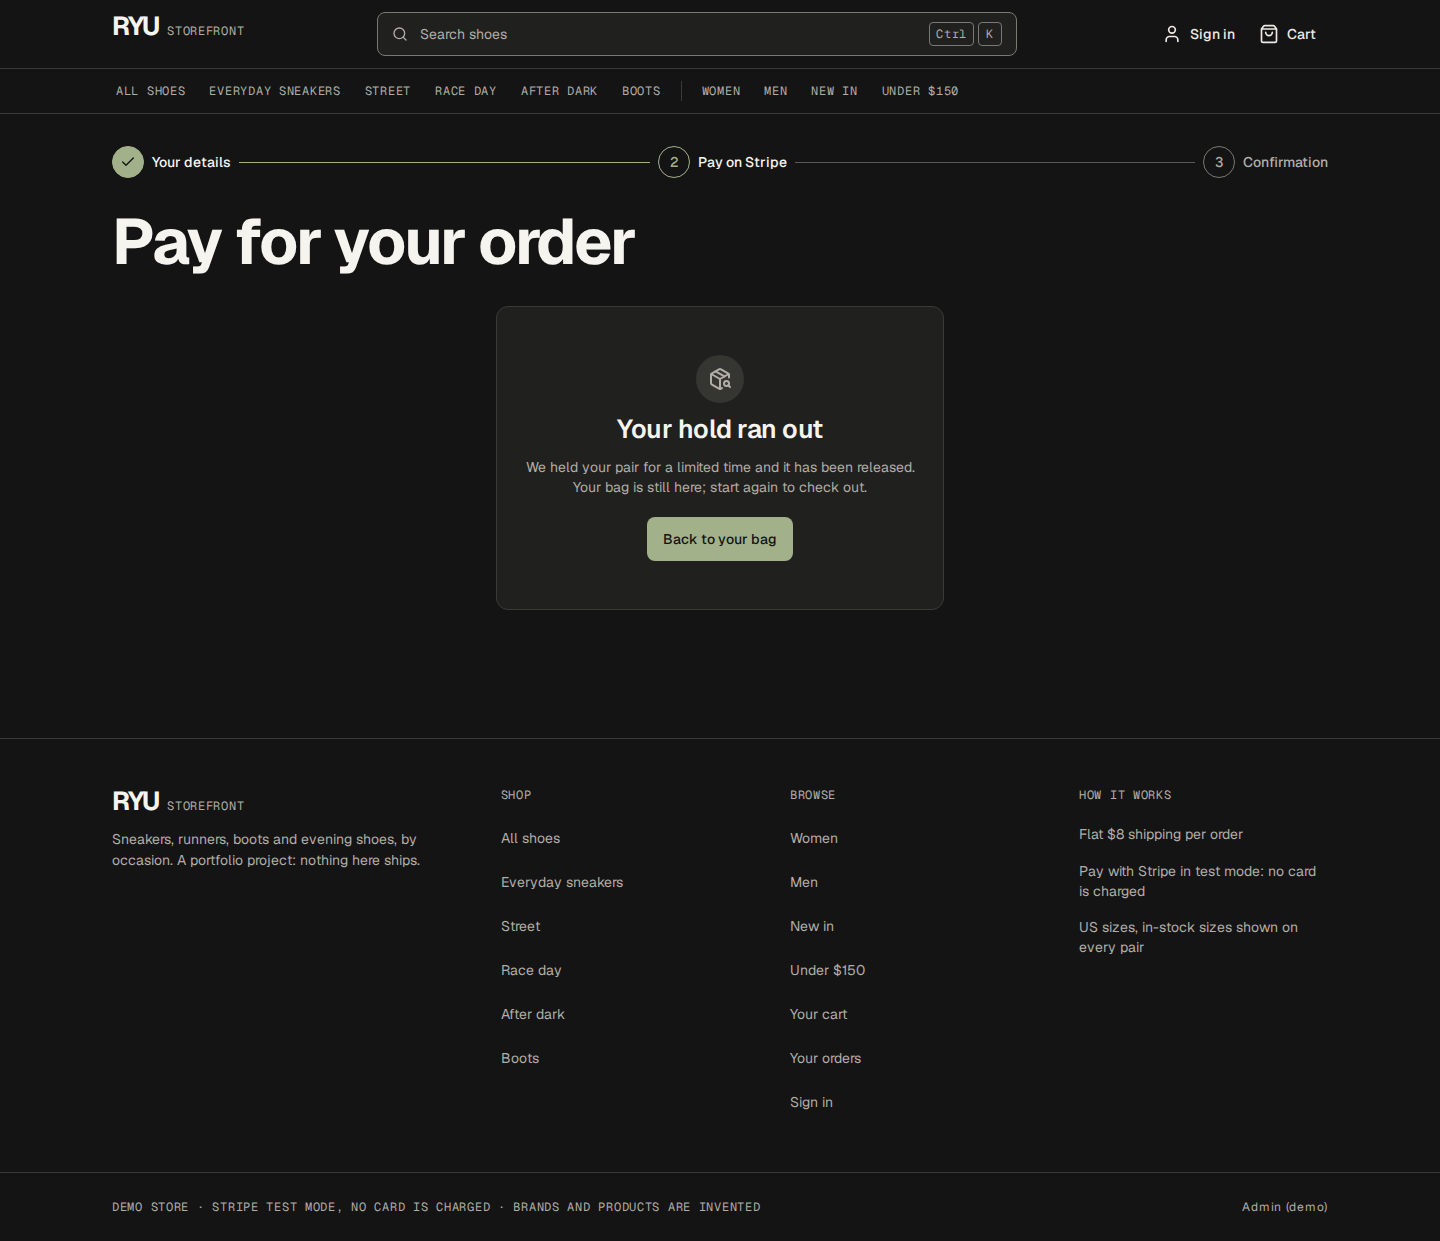 RYU STOREFRONT
Search shoes
Ctrl K
Sign in
Cart
ALL SHOES EVERYDAY SNEAKERS STREET RACE DAY AFTER DARK BOOTS WOMEN MEN NEW IN UNDER $150
Your details
2 Pay on Stripe
3 Confirmation
Pay for your order
Your hold ran out
We held your pair for a limited time and it has been released.
Your bag is still here; start again to check out.
Back to your bag
RYU STOREFRONT
Sneakers, runners, boots and evening shoes, by
occasion. A portfolio project: nothing here ships.
SHOP
All shoes
Everyday sneakers
Street
Race day
After dark
Boots
BROWSE
Women
Men
New in
Under $150
Your cart
Your orders
Sign in
HOW IT WORKS
Flat $8 shipping per order
Pay with Stripe in test mode: no card
is charged
US sizes, in-stock sizes shown on
every pair
DEMO STORE · STRIPE TEST MODE, NO CARD IS CHARGED · BRANDS AND PRODUCTS ARE INVENTED
Admin (demo)